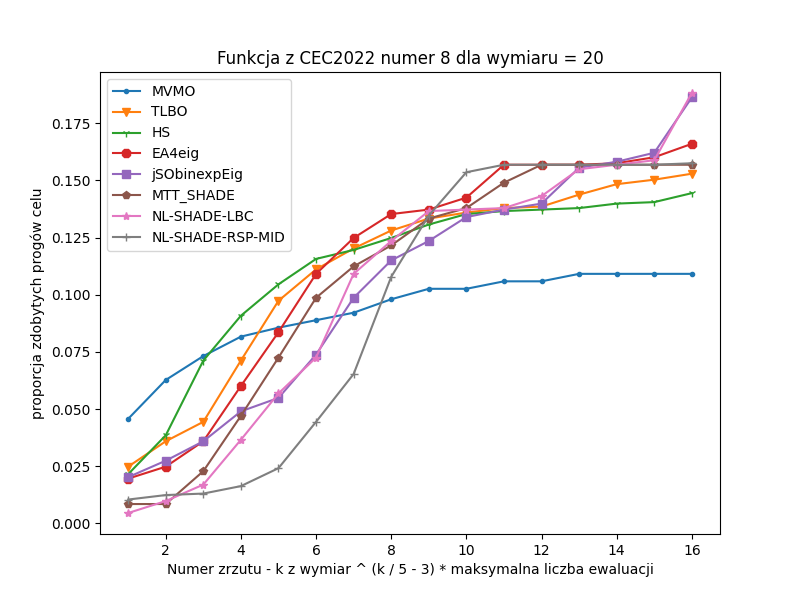 Funkcja z CEC2022 numer 8 dla wymiaru = 20
MVMO
TLBO
HS
EA4eig
jSObinexpEig
MTT_SHADE
NL-SHADE-LBC
NL-SHADE-RSP-MID
proporcja zdobytych progów celu
0.175
0.150
0.125
0.100
0.075
0.050
0.025
0.000
2 4 6 8 10 12 14 16
Numer zrzutu - k z wymiar ^ (k / 5 - 3) * maksymalna liczba ewaluacji